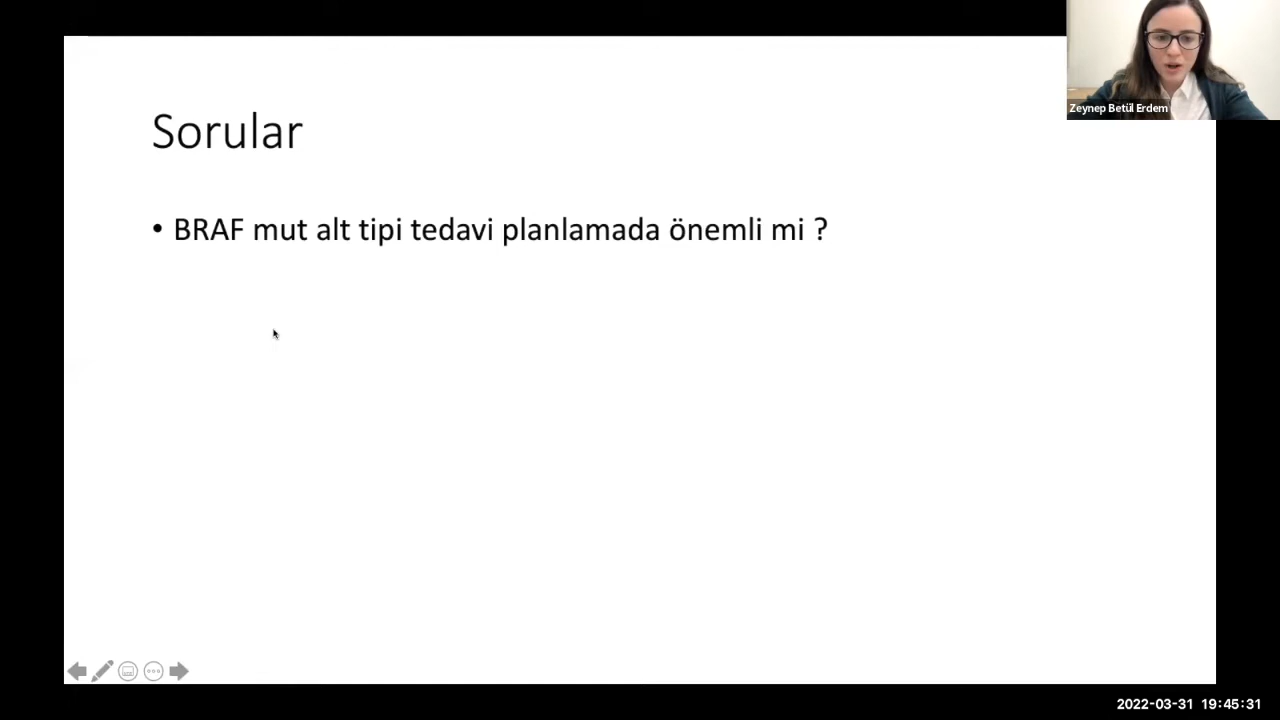 Zeynep Betül Erdem
Sorular
• BRAF mut alt tipi tedavi planlamada önemli mi ?
2022-03-31 19:45:31